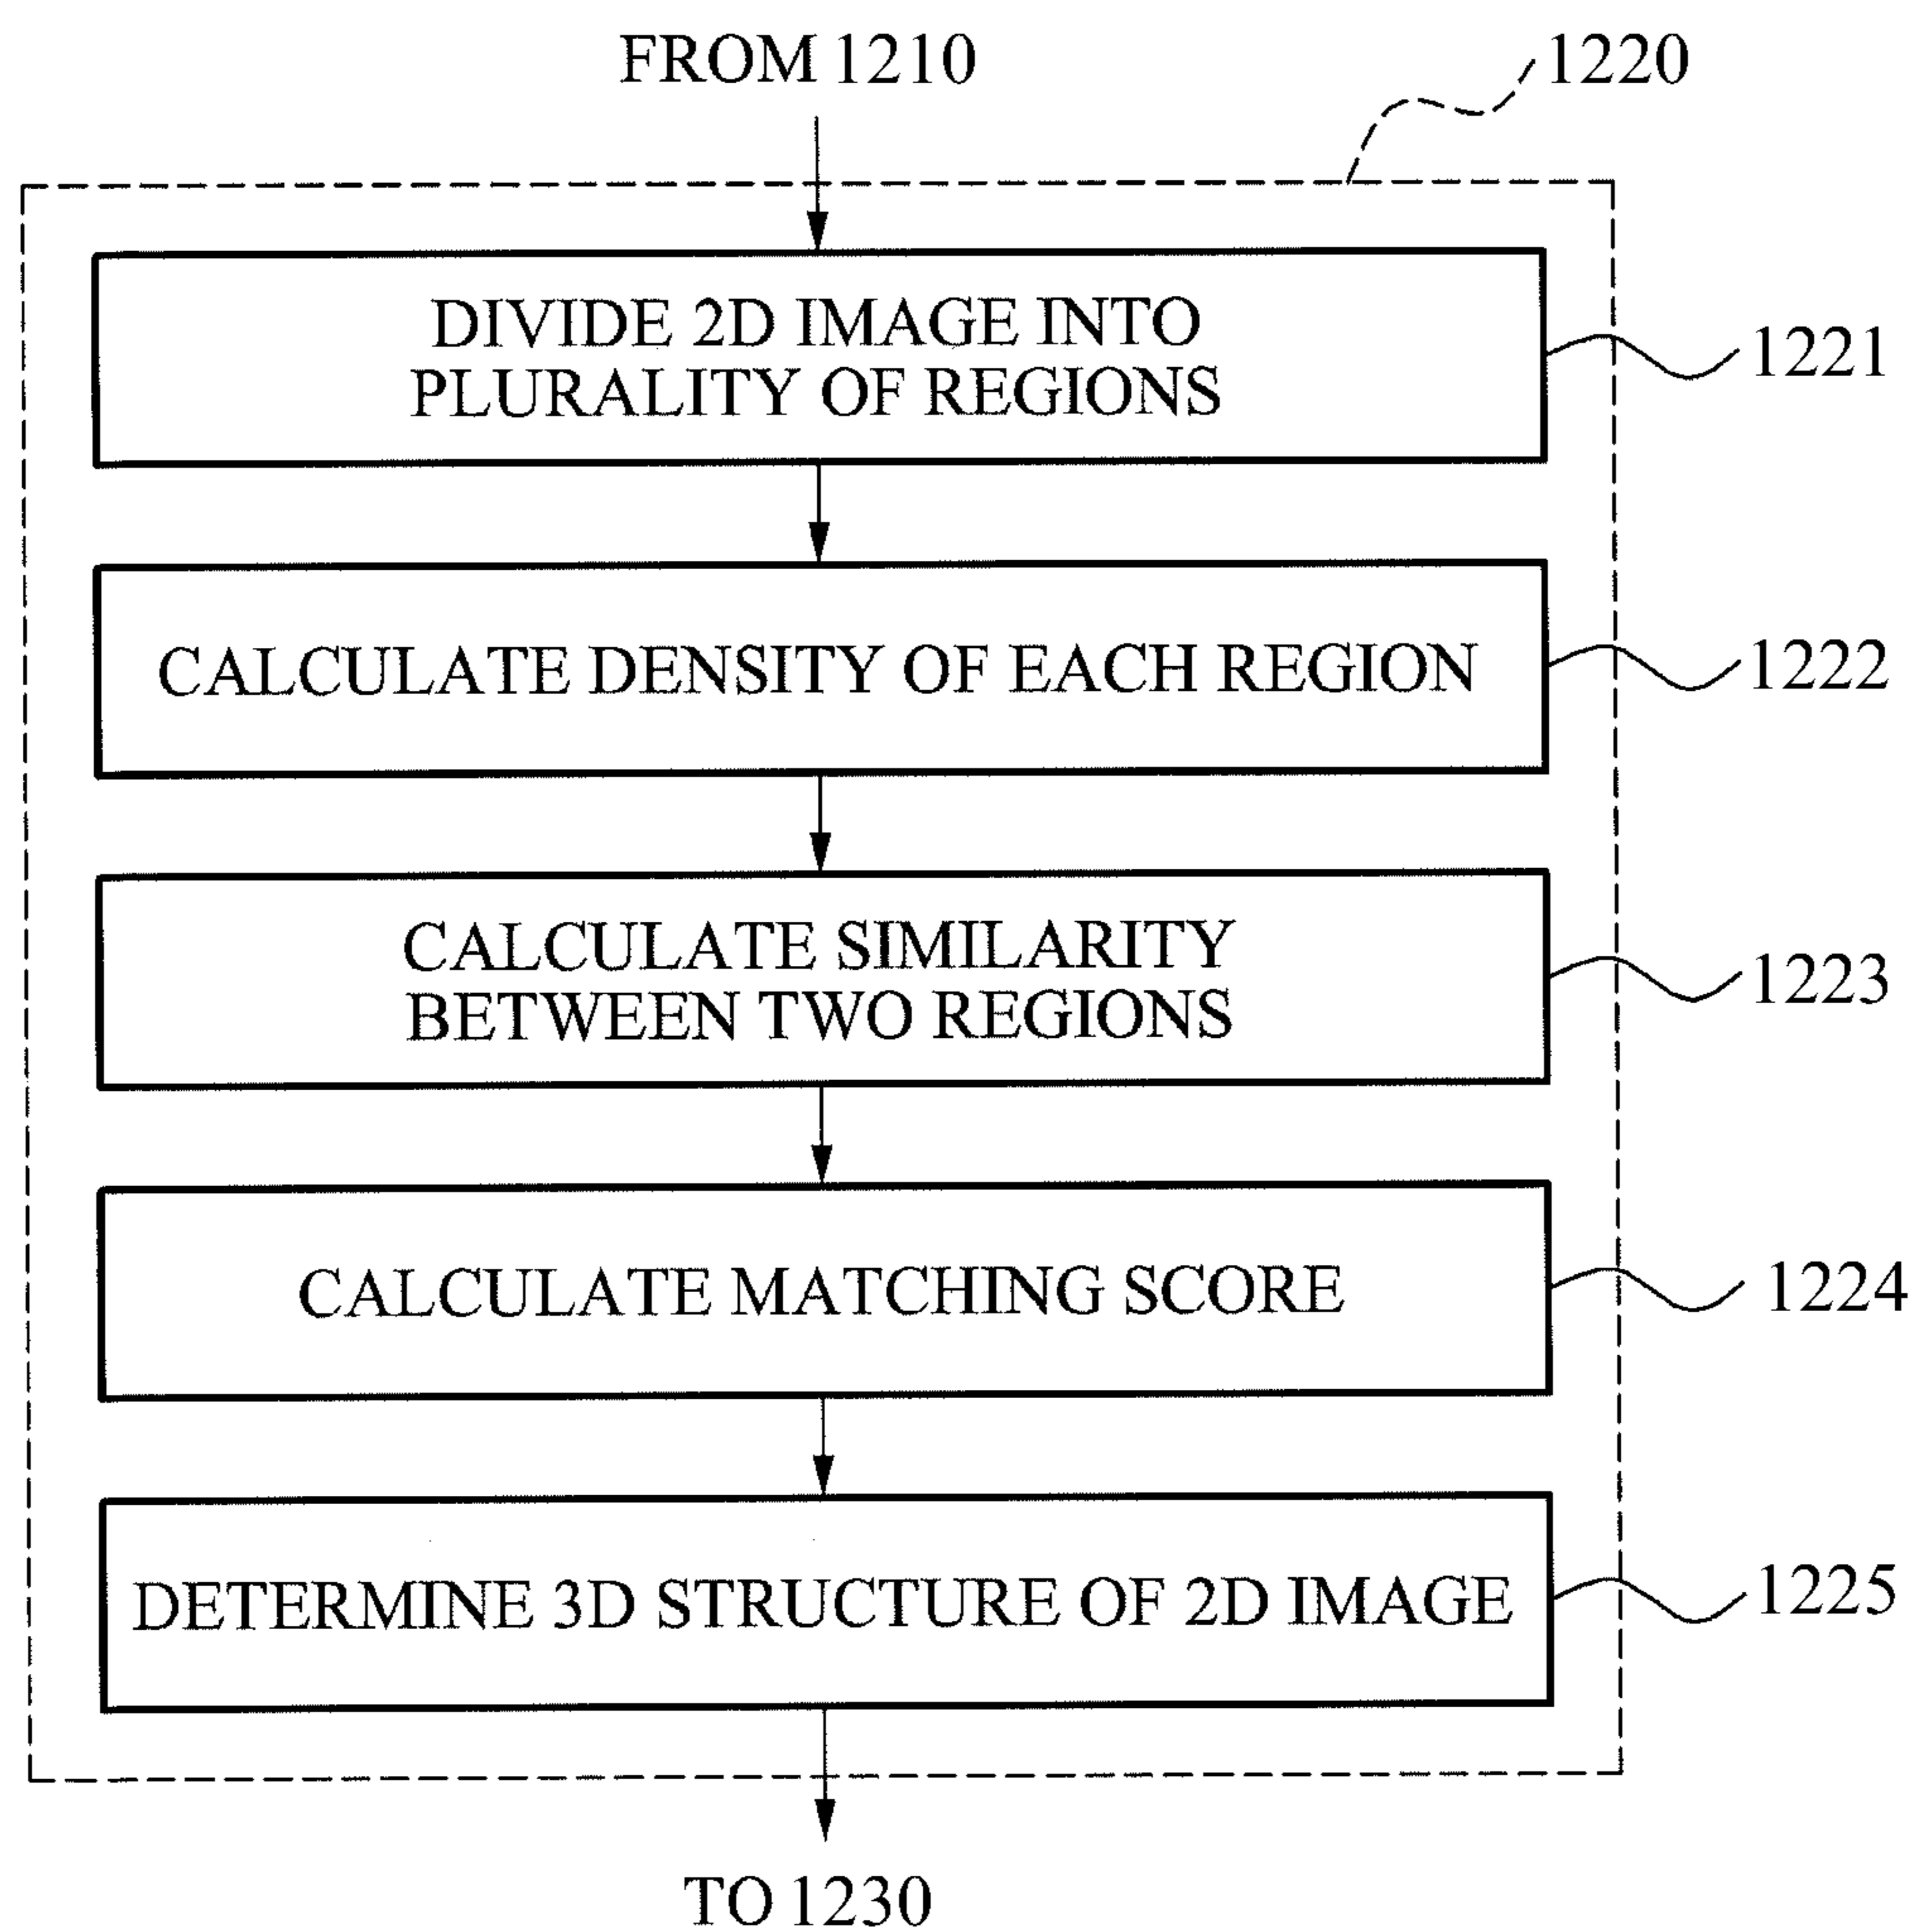 FROM 1210
1220
DIVIDE 2D IMAGE INTO
PLURALITY OF REGIONS
1221
CALCULATE DENSITY OF EACH REGION
1222
CALCULATE SIMILARITY
BETWEEN TWO REGIONS
1223
CALCULATE MATCHING SCORE
1224
DETERMINE 3D STRUCTURE OF 2D IMAGE
1225
TO 1230